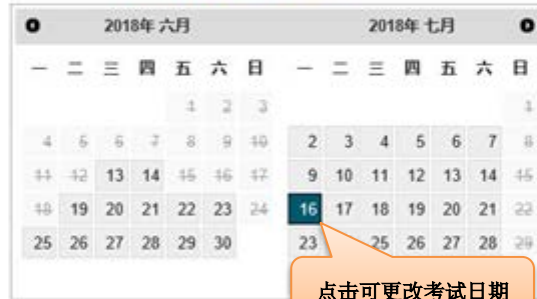 2018年 六月
一 二 三 四 五 六 日
1 2 3
4 5 6 7 8 9 10
11 12 13 14 15 16 17
18 19 20 21 22 23 24
25 26 27 28 29 30
2018年 七月
一 二 三 四 五 六 日
1
2 3 4 5 6 7 8
9 10 11 12 13 14 15
16 17 18 19 20 21 22
23 25 26 27 28 29
点击可更改考试日期